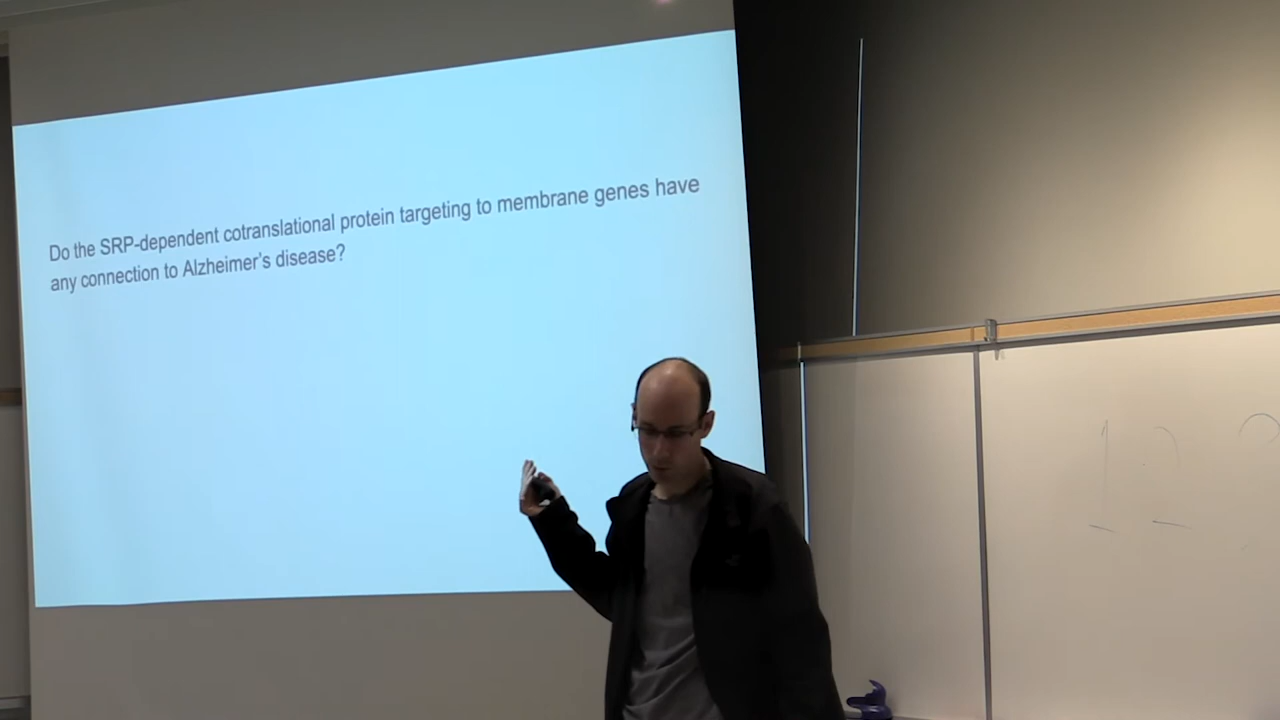 Do the SRP-dependent cotranslational protein targeting to membrane genes have
any connection to Alzheimer's disease?